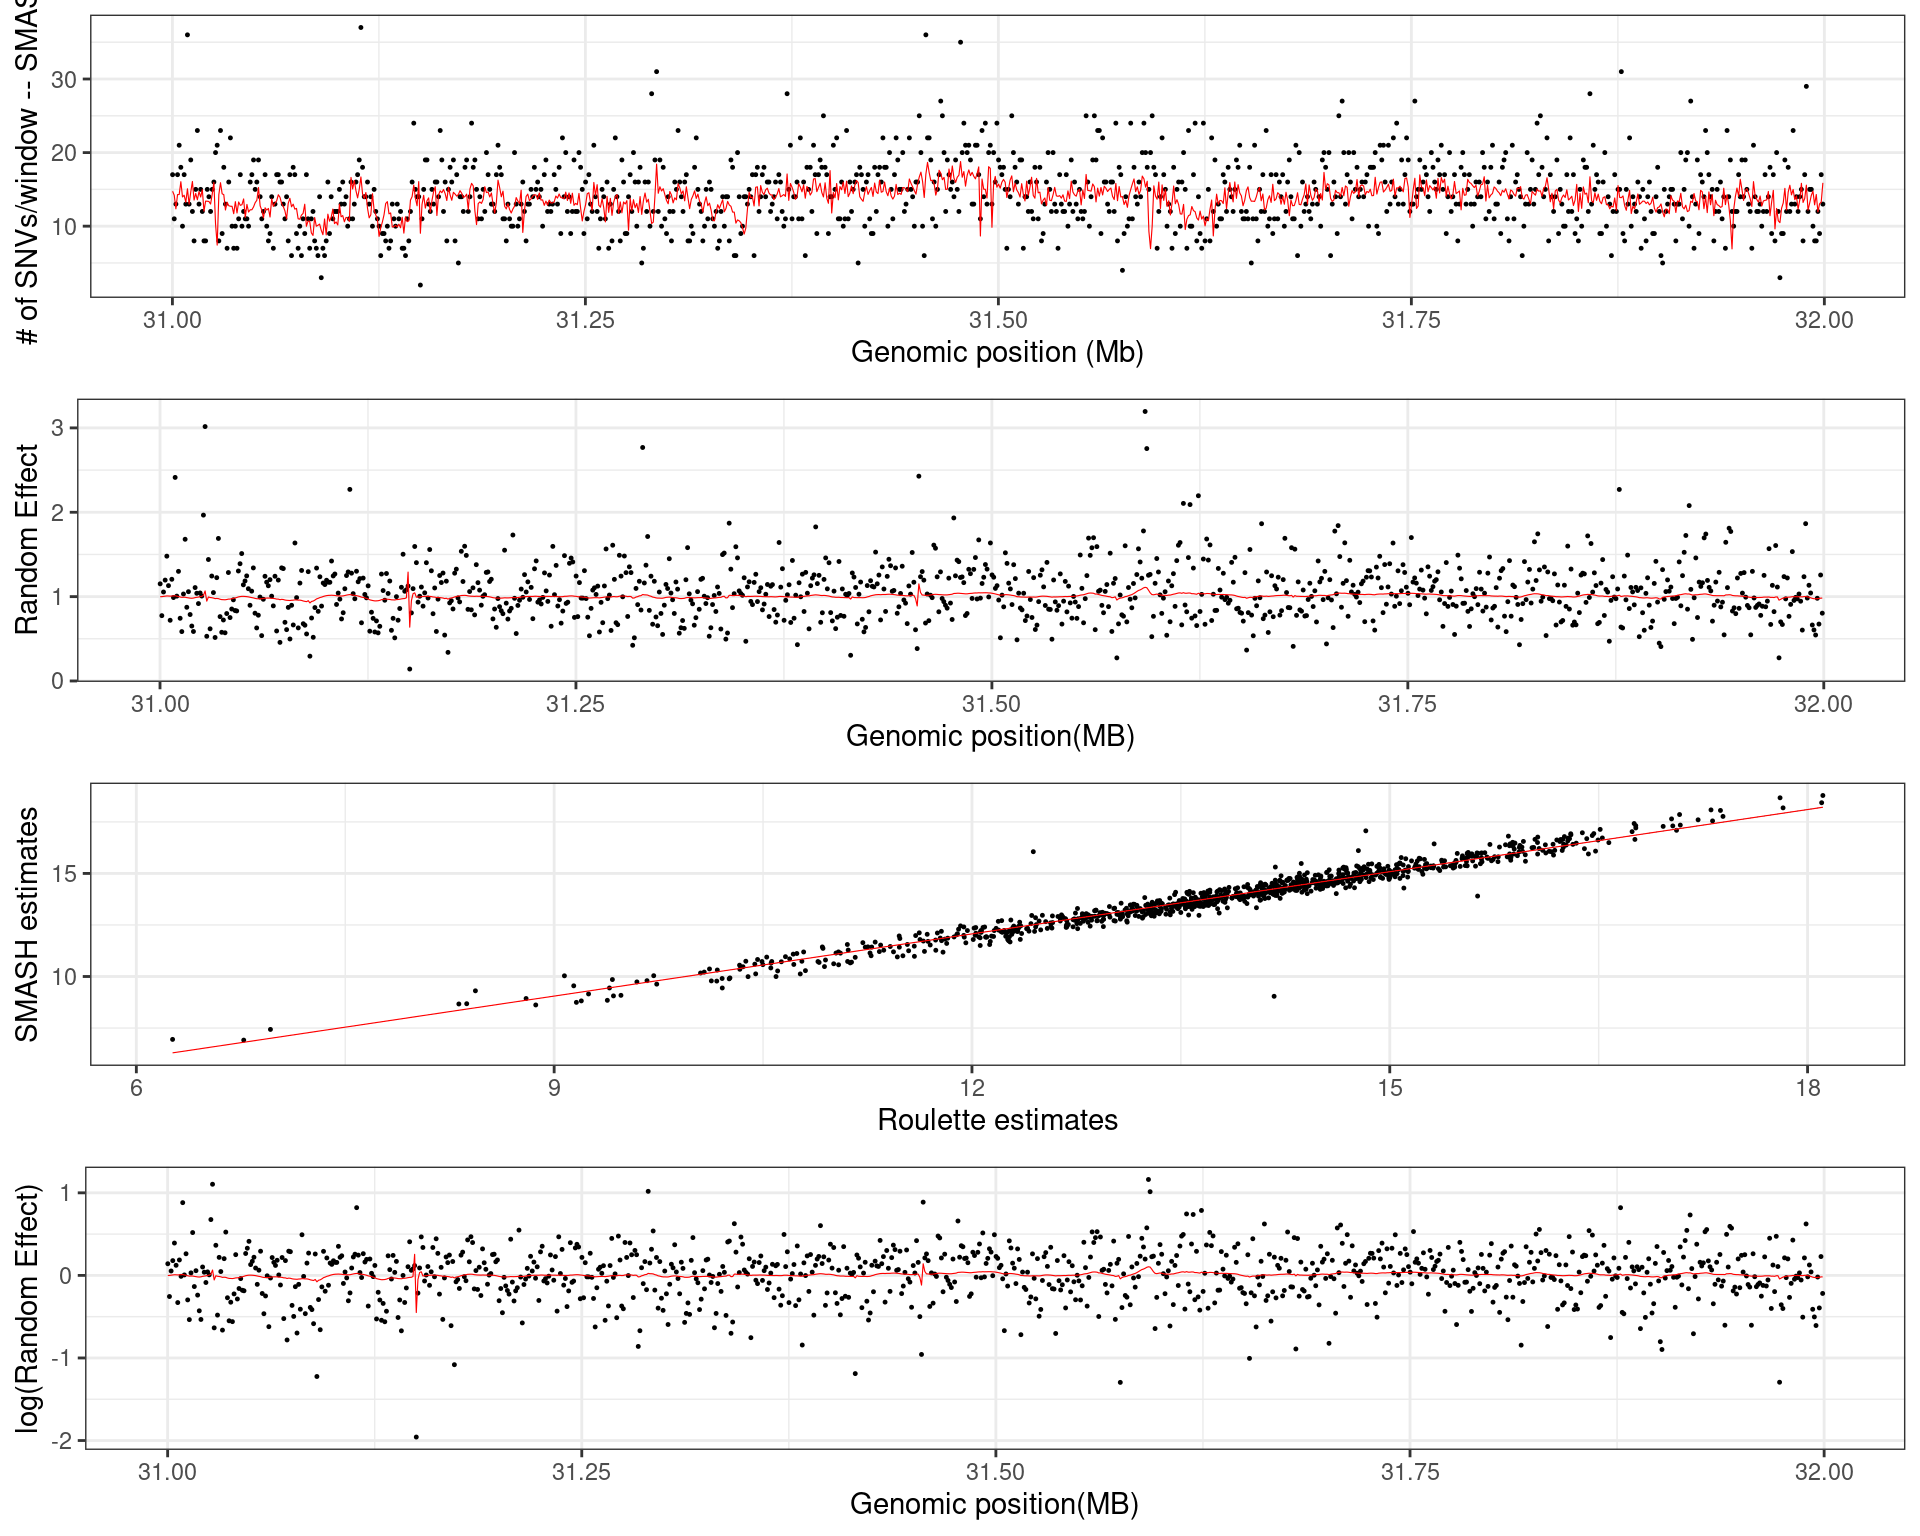 # of SNVs/window -- SMAS
30
20
10
31.00 31.25 31.50 31.75 32.00
Genomic position (Mb)
Random Effect
3
2
1
0
31.00 31.25 31.50 31.75 32.00
Genomic position(MB)
SMASH estimates
15
10
6 9 12 15 18
Roulette estimates
log(Random Effect)
1
0
-1
-2
31.00 31.25 31.50 31.75 32.00
Genomic position(MB)